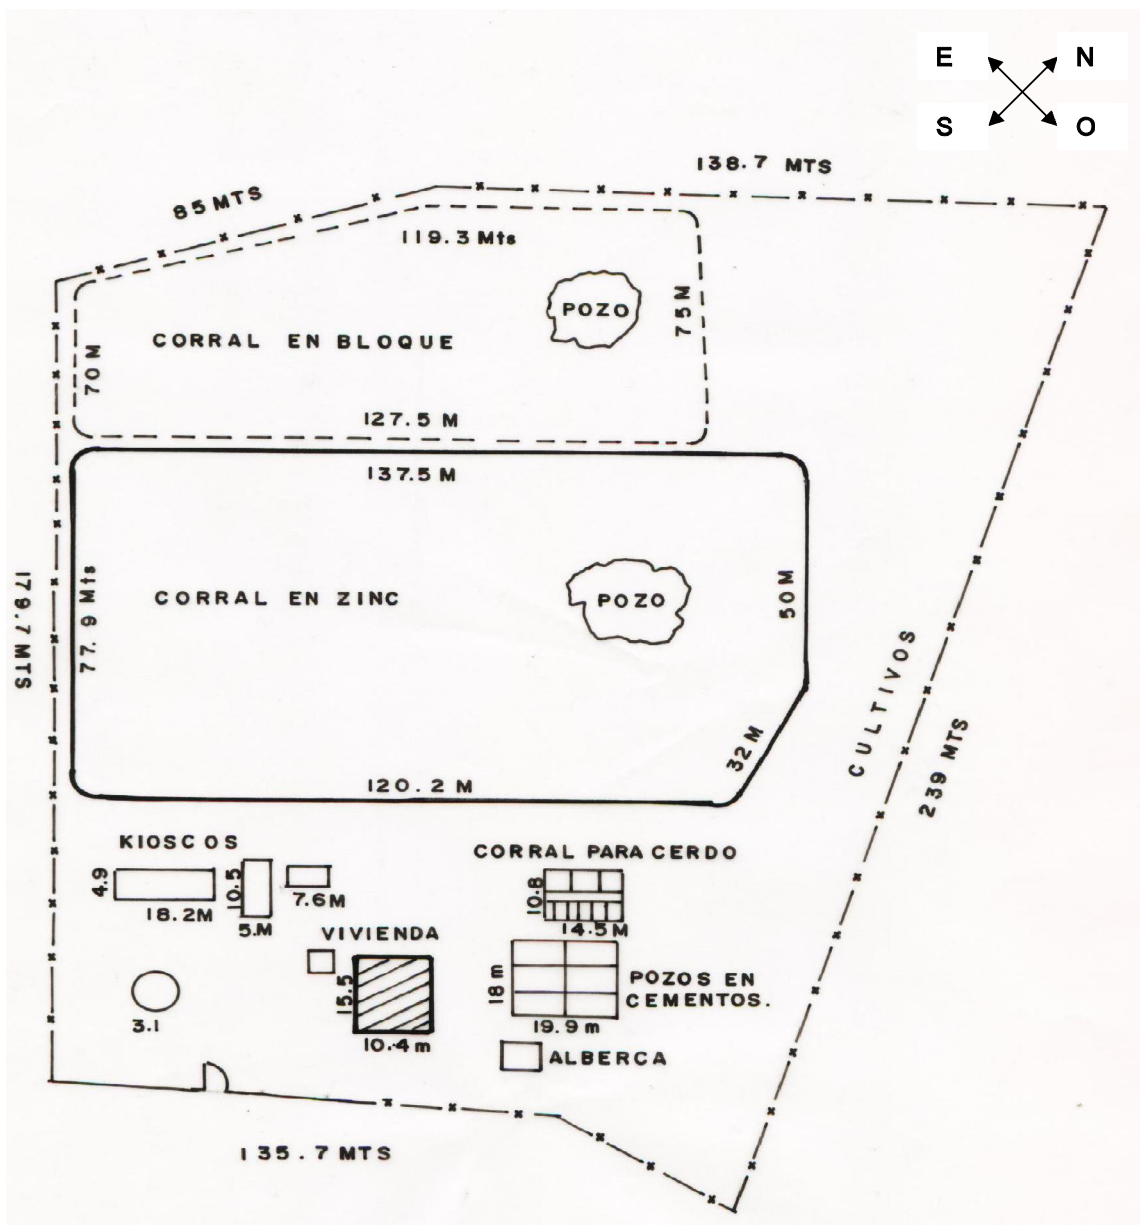 E N
S O
138.7 MTS
85 MTS
119.3 Mts
POZO
75 M
CORRAL EN BLOQUE
70 M
127.5 M
137.5 M
179.7 MTS
77.9 Mts
CORRAL EN ZINC
POZO
50 M
CULTIVOS
239 MTS
32 M
120.2 M
KIOSCOS
4.9
18.2M
10.5
5.M
7.6M
CORRAL PARA CERDO
10.8
14.5M
VIVIENDA
15.5
10.4m
18m
19.9m
POZOS EN
CEMENTOS.
3.1
ALBERCA
135.7 MTS